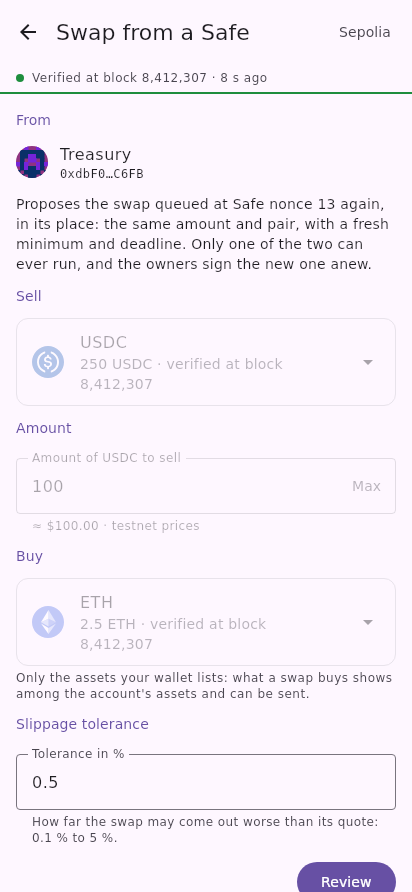 Swap from a Safe
Sepolia
Verified at block 8,412,307 · 8 s ago
From
Treasury
0xdbF0…C6FB
Proposes the swap queued at Safe nonce 13 again,
in its place: the same amount and pair, with a fresh
minimum and deadline. Only one of the two can
ever run, and the owners sign the new one anew.
Sell
USDC
250 USDC · verified at block
8,412,307
Amount
Amount of USDC to sell
100
Max
≈ $100.00 · testnet prices
Buy
ETH
2.5 ETH · verified at block
8,412,307
Only the assets your wallet lists: what a swap buys shows
among the account's assets and can be sent.
Slippage tolerance
Tolerance in %
0.5
How far the swap may come out worse than its quote:
0.1 % to 5 %.
Review